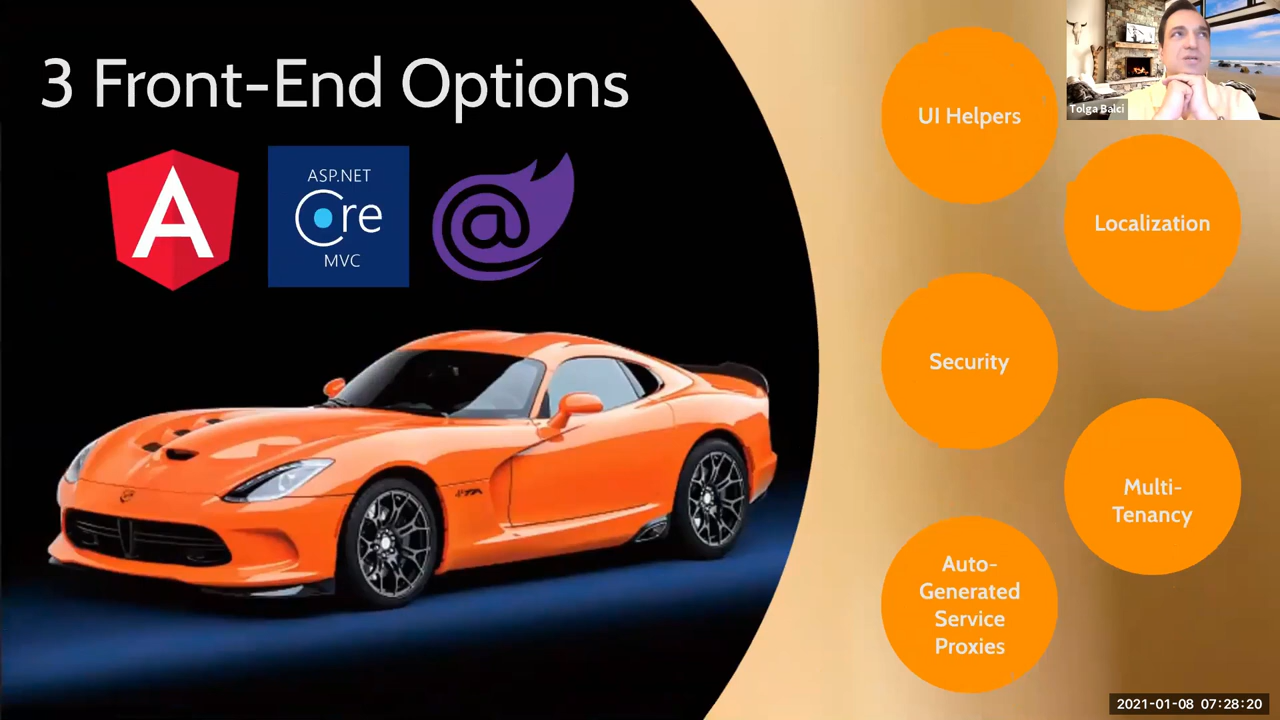 3 Front-End Options
A
ASP.NET
Core
MVC
@
UI Helpers
Localization
Security
Multi-
Tenancy
Auto-
Generated
Service
Proxies
Tolga Balci
2021-01-08 07:28:20